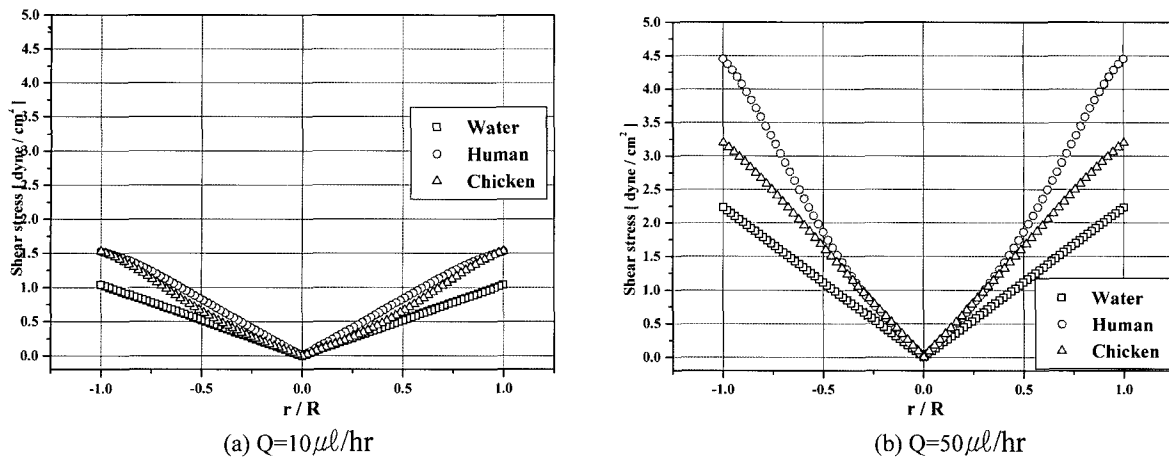 5.0
4.5
4.0
3.5
3.0
2.5
2.0
1.5
1.0
0.5
0.0
Shear stress [ dyne / cm² ]
Water
Human
Chicken
-1.0 -0.5 0.0 0.5 1.0
r / R
(a) Q=10µℓ/hr
5.0
4.5
4.0
3.5
3.0
2.5
2.0
1.5
1.0
0.5
0.0
Shear stress [ dyne / cm² ]
Water
Human
Chicken
-1.0 -0.5 0.0 0.5 1.0
r / R
(b) Q=50µℓ/hr